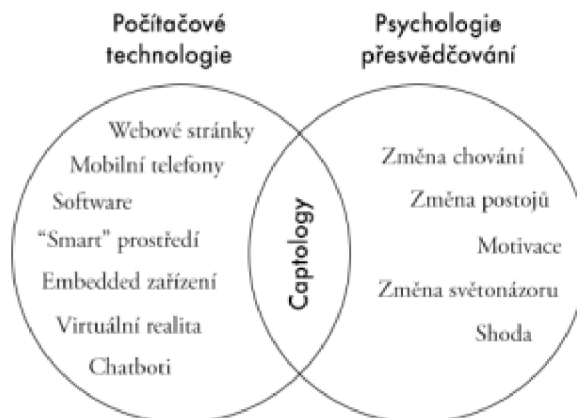 Počítačové
technologie
Psychologie
přesvědčování
Webové stránky
Mobilní telefony
Software
“Smart” prostředí
Embedded zařízení
Virtuální realita
Chatboti
Captology
Změna chování
Změna postojů
Motivace
Změna světonázoru
Shoda